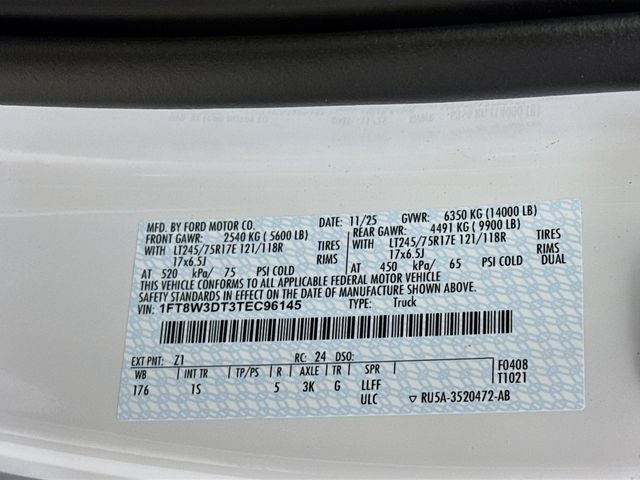 MFD. BY FORD MOTOR CO. DATE: 11/25 GVWR: 6350 KG (14000 LB)
FRONT GAWR: 2540 KG ( 5600 LB) REAR GAWR: 4491 KG ( 9900 LB)
WITH LT245/75R17E 121/118R TIRES WITH LT245/75R17E 121/118R TIRES
17x6.5J RIMS 17x6.5J RIMS
AT 520 kPa/ 75 PSI COLD AT 450 kPa/ 65 PSI COLD DUAL
THIS VEHICLE CONFORMS TO ALL APPLICABLE FEDERAL MOTOR VEHICLE
SAFETY STANDARDS IN EFFECT ON THE DATE OF MANUFACTURE SHOWN ABOVE.
VIN: 1FT8W3DT3TEC96145 TYPE: Truck
EXT PNT: Z1 RC: 24 DSO: F0408
WB INT TR TP/PS R AXLE TR SPR T1021
176 1S 5 3K G LLFF
ULC ▽ RU5A-3520472-AB